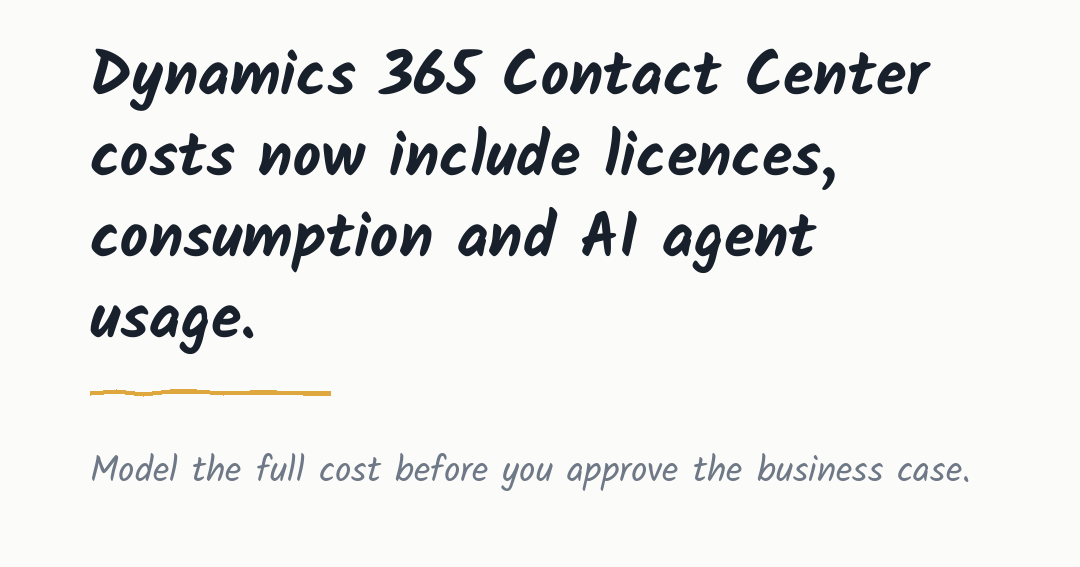 Dynamics 365 Contact Center
costs now include licences,
consumption and AI agent
usage.
Model the full cost before you approve the business case.